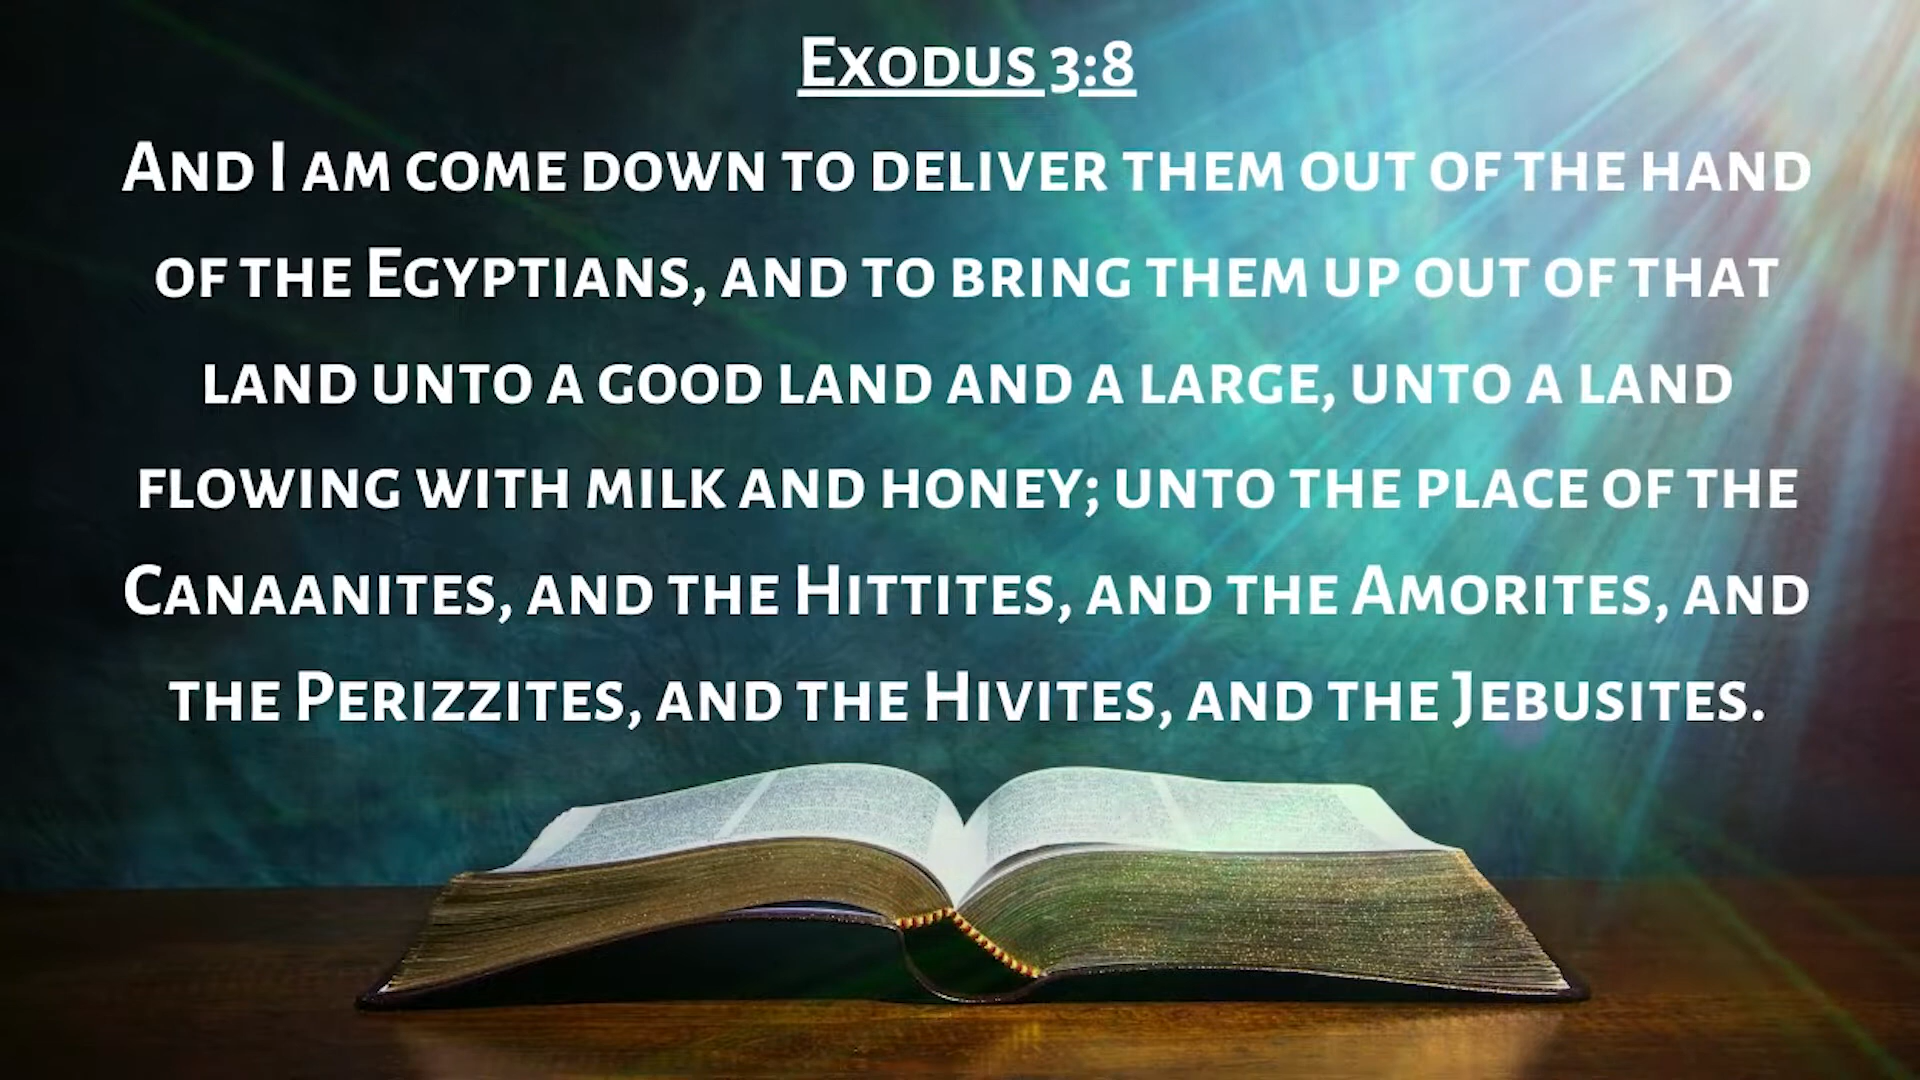 Exodus 3:8
And I am come down to deliver them out of the hand
of the Egyptians, and to bring them up out of that
land unto a good land and a large, unto a land
flowing with milk and honey; unto the place of the
Canaanites, and the Hittites, and the Amorites, and
the Perizzites, and the Hivites, and the Jebusites.